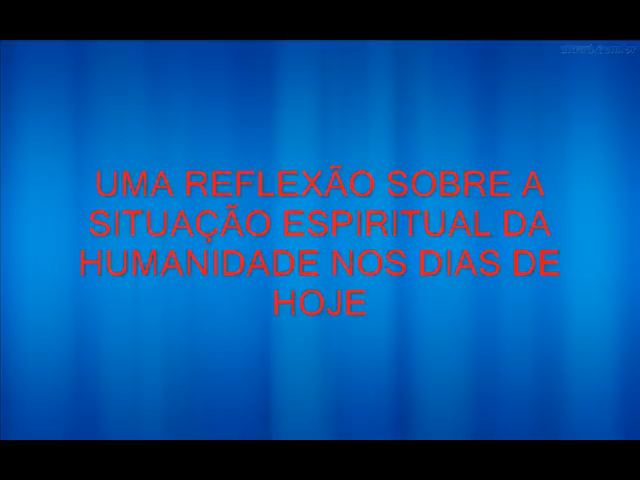 UMA REFLEXÃO SOBRE A
SITUAÇÃO ESPIRITUAL DA
HUMANIDADE NOS DIAS DE
HOJE